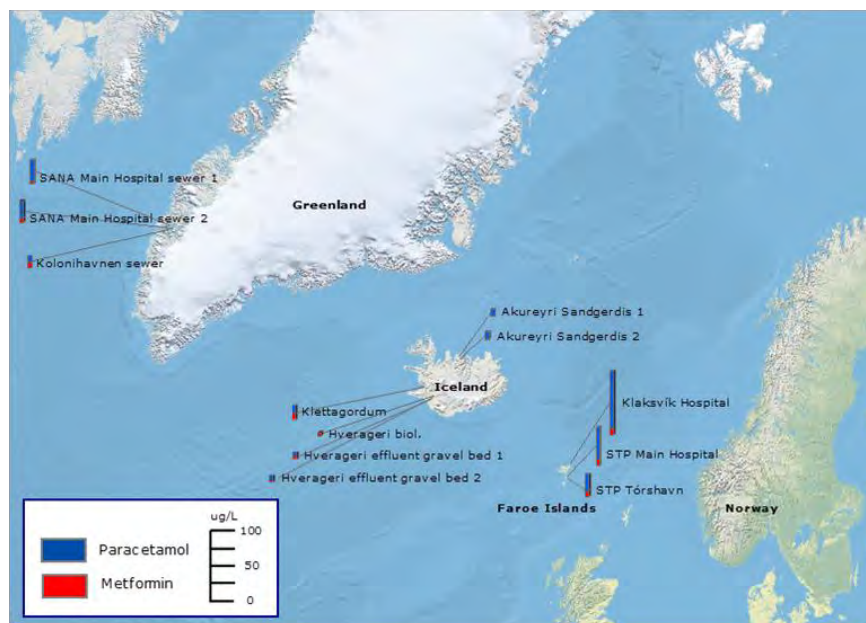 SANA Main Hospital sewer 1
SANA Main Hospital sewer 2
Greenland
Kolonihavnen sewer
Akureyri Sandgerdis 1
Akureyri Sandgerdis 2
Iceland
Klettagordum
Klaksvík Hospital
Hverageri biol.
Hverageri effluent gravel bed 1
STP Main Hospital
Hverageri effluent gravel bed 2
STP Tórshavn
Faroe Islands
Norway
ug/L
100
Paracetamol
50
Metformin
0